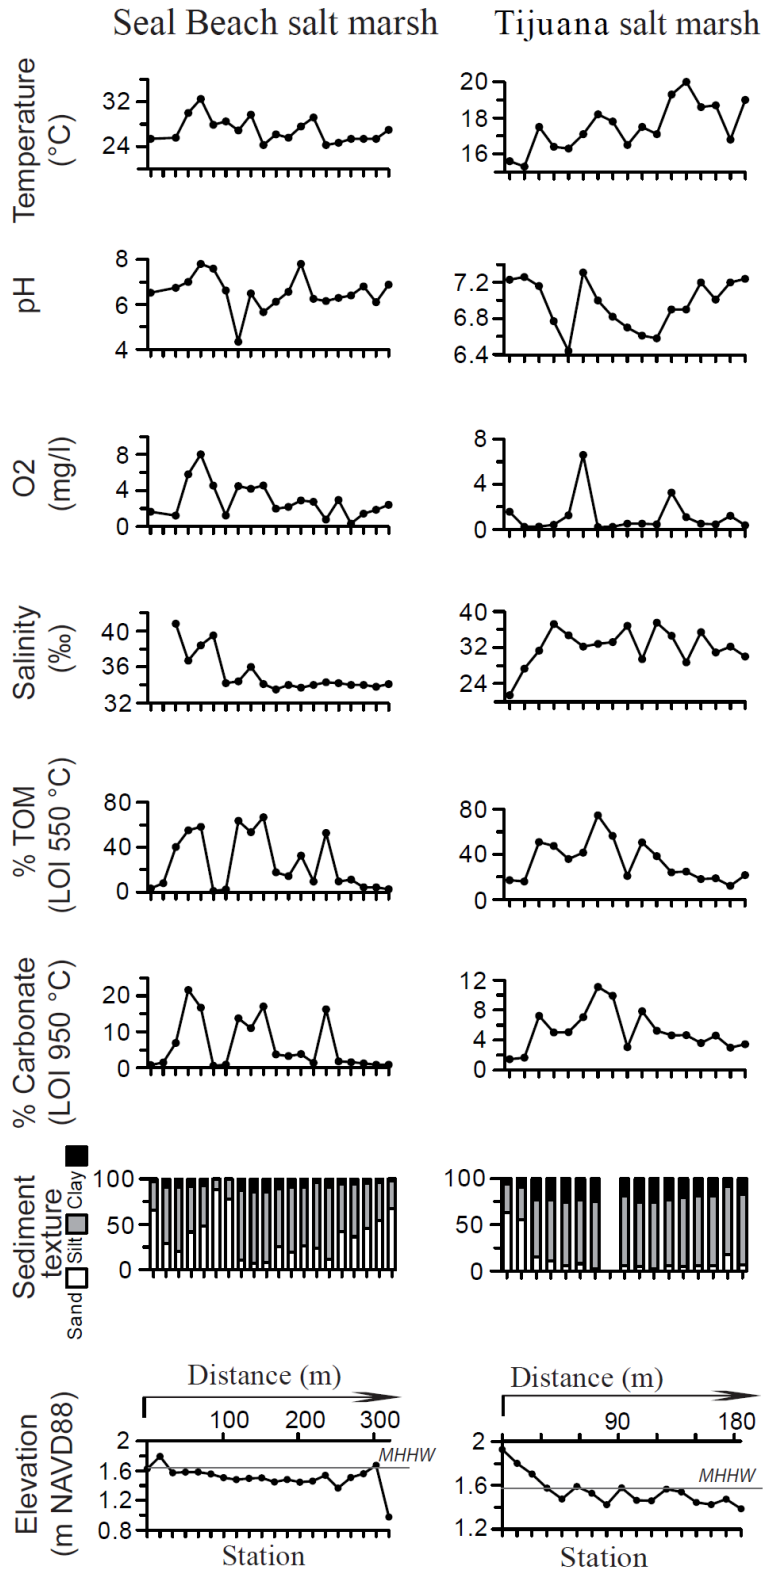 Seal Beach salt marsh
Tijuana salt marsh
Temperature
(°C)
32
24
20
18
16
pH
8
6
4
7.2
6.8
6.4
O2
(mg/l)
8
4
0
8
4
0
Salinity
(‰)
40
36
32
40
32
24
% TOM
(LOI 550 °C)
80
40
0
80
40
0
% Carbonate
(LOI 950 °C)
20
10
0
12
8
4
0
Sediment
texture
Sand Silt Clay
100
50
0
100
50
0
Distance (m)
100 200 300
Distance (m)
90 180
Elevation
(m NAVD88)
2
1.6
1.2
0.8
MHHW
2
1.6
1.2
MHHW
Station
Station